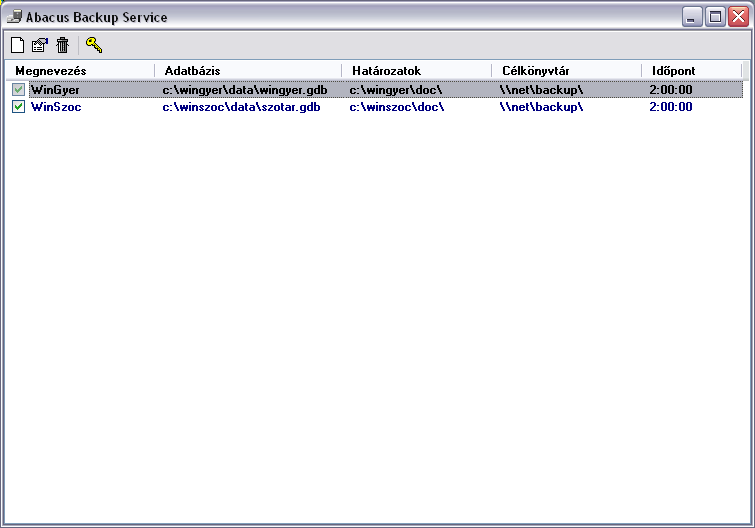 Abacus Backup Service
Megnevezés Adatbázis Határozatok Célkönyvtár Időpont
WinGyer c:\wingyer\data\wingyer.gdb c:\wingyer\doc\ \\net\backup\ 2:00:00
WinSzoc c:\winszoc\data\szotar.gdb c:\winszoc\doc\ \\net\backup\ 2:00:00